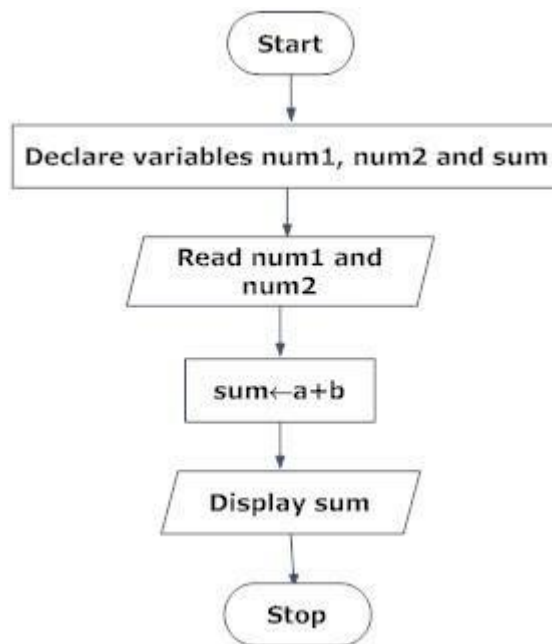 Start
Declare variables num1, num2 and sum
Read num1 and
num2
sum←a+b
Display sum
Stop